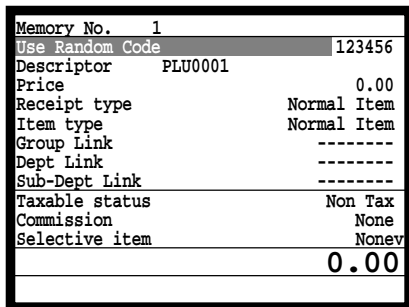 Memory No. 1
Use Random Code 123456
Descriptor PLU0001
Price 0.00
Receipt type Normal Item
Item type Normal Item
Group Link --------
Dept Link --------
Sub-Dept Link --------
Taxable status Non Tax
Commission None
Selective item Nonev
0.00